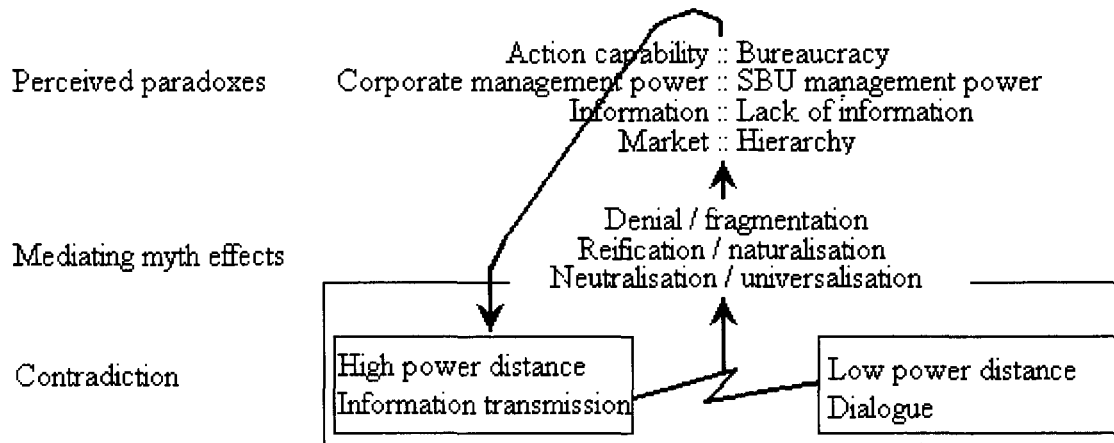 Action capability :: Bureaucracy
Perceived paradoxes Corporate management power :: SBU management power
Information :: Lack of information
Market :: Hierarchy
Denial / fragmentation
Mediating myth effects Reification / naturalisation
Neutralisation / universalisation
High power distance
Information transmission
Contradiction
Low power distance
Dialogue